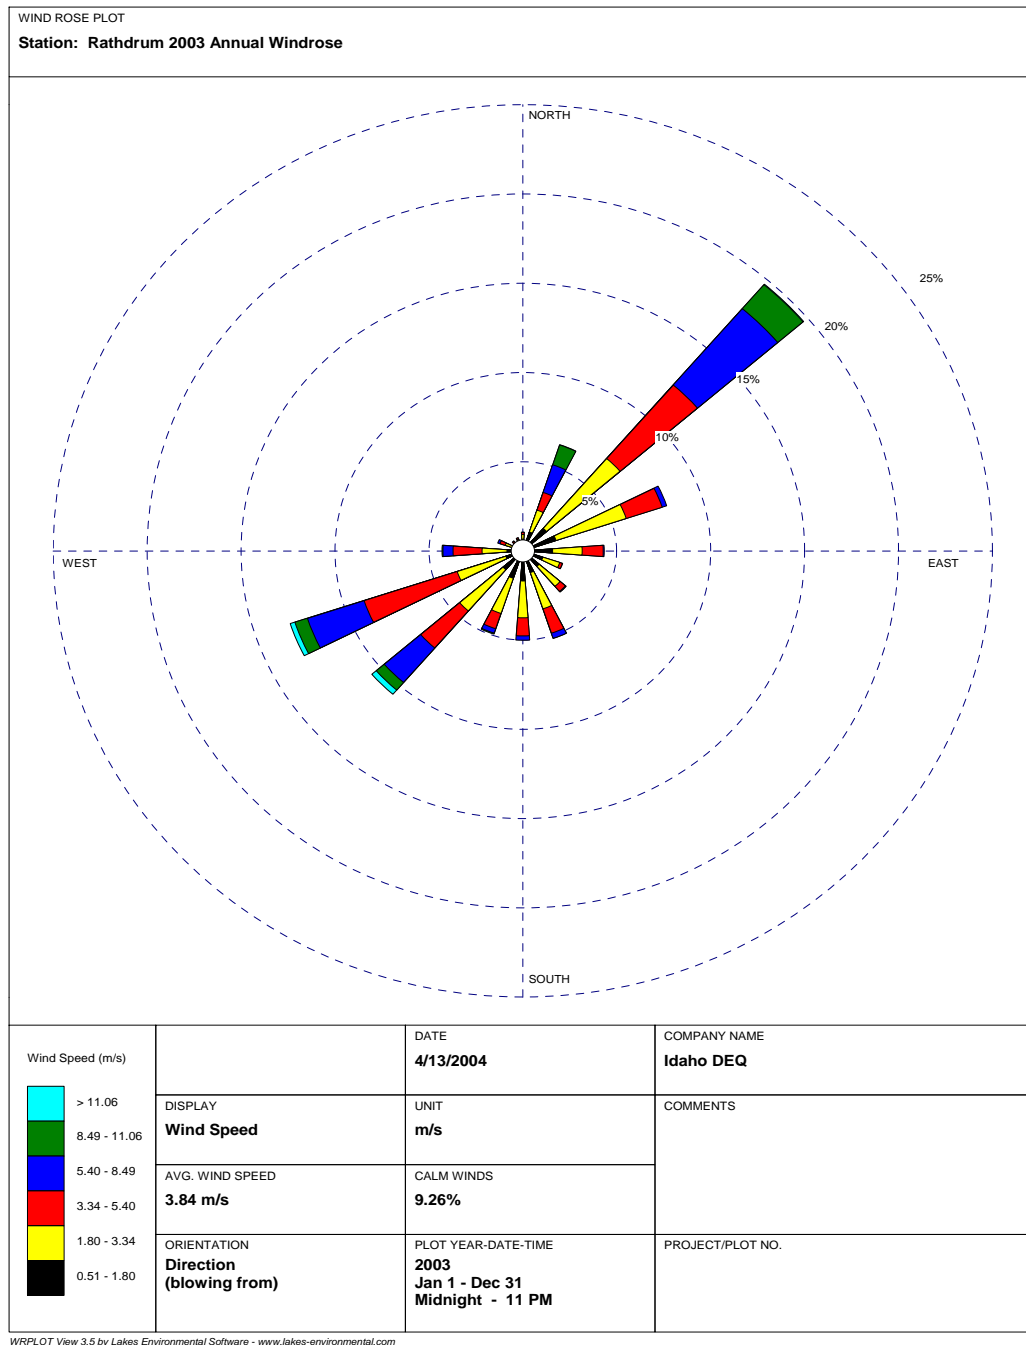 WIND ROSE PLOT
Station:  Rathdrum 2003 Annual Windrose
NORTH
25%
20%
15%
10%
5%
WEST
EAST
SOUTH
Wind Speed (m/s)
> 11.06
8.49 - 11.06
5.40 - 8.49
3.34 - 5.40
1.80 - 3.34
0.51 - 1.80
DATE
4/13/2004
COMPANY NAME
Idaho DEQ
DISPLAY
Wind Speed
UNIT
m/s
COMMENTS
AVG. WIND SPEED
3.84 m/s
CALM WINDS
9.26%
ORIENTATION
Direction
(blowing from)
PLOT YEAR-DATE-TIME
2003
Jan 1 - Dec 31
Midnight  -  11 PM
PROJECT/PLOT NO.
WRPLOT View 3.5 by Lakes Environmental Software - www.lakes-environmental.com